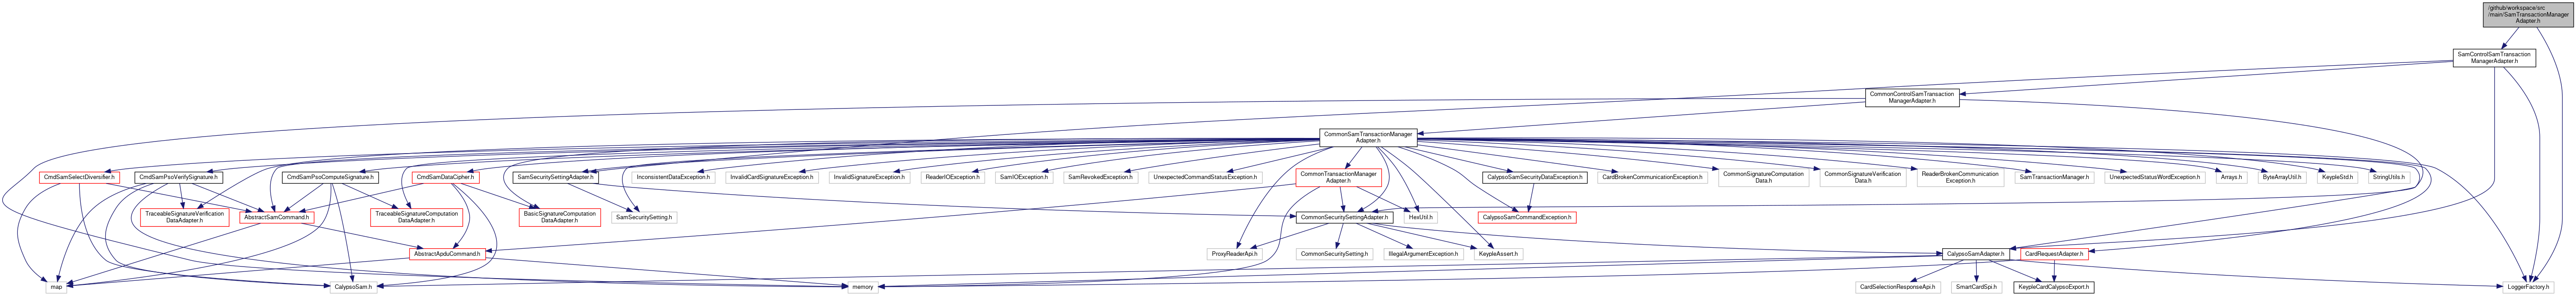 /github/workspace/src
/main/SamTransactionManager
Adapter.h
SamControlSamTransaction
ManagerAdapter.h
CommonControlSamTransaction
ManagerAdapter.h
CommonSamTransactionManager
Adapter.h
CmdSamSelectDiversifier.h
CmdSamPsoVerifySignature.h
CmdSamPsoComputeSignature.h
CmdSamDataCipher.h
SamSecuritySettingAdapter.h
InconsistentDataException.h
InvalidCardSignatureException.h
InvalidSignatureException.h
ReaderIOException.h
SamIOException.h
SamRevokedException.h
UnexpectedCommandStatusException.h
CommonTransactionManager
Adapter.h
CalypsoSamSecurityDataException.h
CardBrokenCommunicationException.h
CommonSignatureComputation
Data.h
CommonSignatureVerification
Data.h
ReaderBrokenCommunication
Exception.h
SamTransactionManager.h
UnexpectedStatusWordException.h
Arrays.h
ByteArrayUtil.h
KeypleStd.h
StringUtils.h
TraceableSignatureVerification
DataAdapter.h
AbstractSamCommand.h
TraceableSignatureComputation
DataAdapter.h
BasicSignatureComputation
DataAdapter.h
SamSecuritySetting.h
CommonSecuritySettingAdapter.h
HexUtil.h
CalypsoSamCommandException.h
AbstractApduCommand.h
ProxyReaderApi.h
CommonSecuritySetting.h
IllegalArgumentException.h
KeypleAssert.h
CalypsoSamAdapter.h
CardRequestAdapter.h
map
CalypsoSam.h
memory
CardSelectionResponseApi.h
SmartCardSpi.h
KeypleCardCalypsoExport.h
LoggerFactory.h